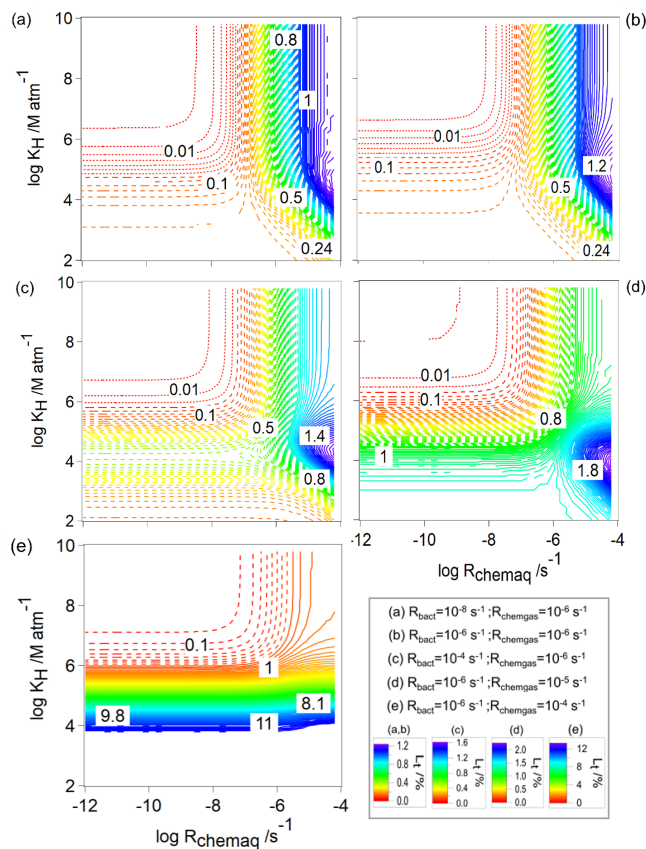 (a)
(b)
log K_H /M atm⁻¹
10
8
6
4
2
0.01
0.1
0.8
1
0.5
0.24
0.01
0.1
1.2
0.5
0.24
(c)
(d)
log K_H /M atm⁻¹
10
8
6
4
2
0.01
0.1
0.5
1.4
0.8
0.01
0.1
0.8
1
1.8
-12 -10 -8 -6 -4
log R_chemaq /s⁻¹
(e)
log K_H /M atm⁻¹
10
8
6
4
2
0.1
1
9.8
11
8.1
-12 -10 -8 -6 -4
log R_chemaq /s⁻¹
(a) R_bact=10⁻⁸ s⁻¹ ;R_chemgas=10⁻⁶ s⁻¹
(b) R_bact=10⁻⁶ s⁻¹ ;R_chemgas=10⁻⁶ s⁻¹
(c) R_bact=10⁻⁴ s⁻¹ ;R_chemgas=10⁻⁶ s⁻¹
(d) R_bact=10⁻⁶ s⁻¹ ;R_chemgas=10⁻⁵ s⁻¹
(e) R_bact=10⁻⁶ s⁻¹ ;R_chemgas=10⁻⁴ s⁻¹
(a,b) (c) (d) (e)
1.2
0.8
0.4
0.0
L_t /%
1.6
1.2
0.8
0.4
0.0
L_t /%
2.0
1.5
1.0
0.5
0.0
L_t /%
12
8
4
0
L_t /%